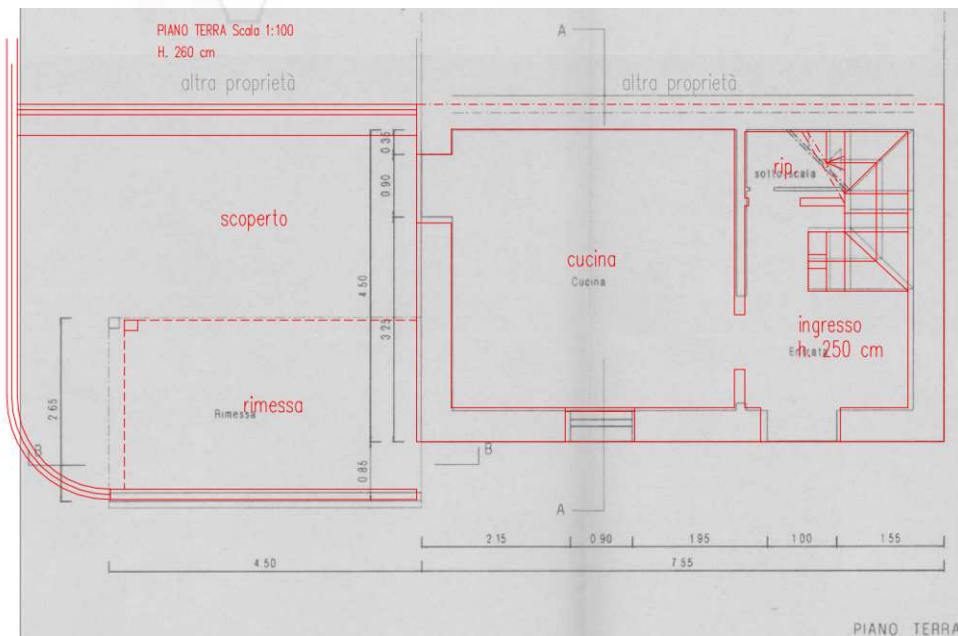 PIANO TERRA Scala 1:100
H. 260 cm
A
altra proprietà
altra proprietà
0.35
0.90
rip
sottoscala
scoperto
cucina
Cucina
4.50
3.25
ingresso
h. 250 cm
Entrata
2.65
rimessa
Rimessa
B
B
0.85
A
2.15
0.90
1.95
1.00
1.55
4.50
7.55
PIANO TERRA